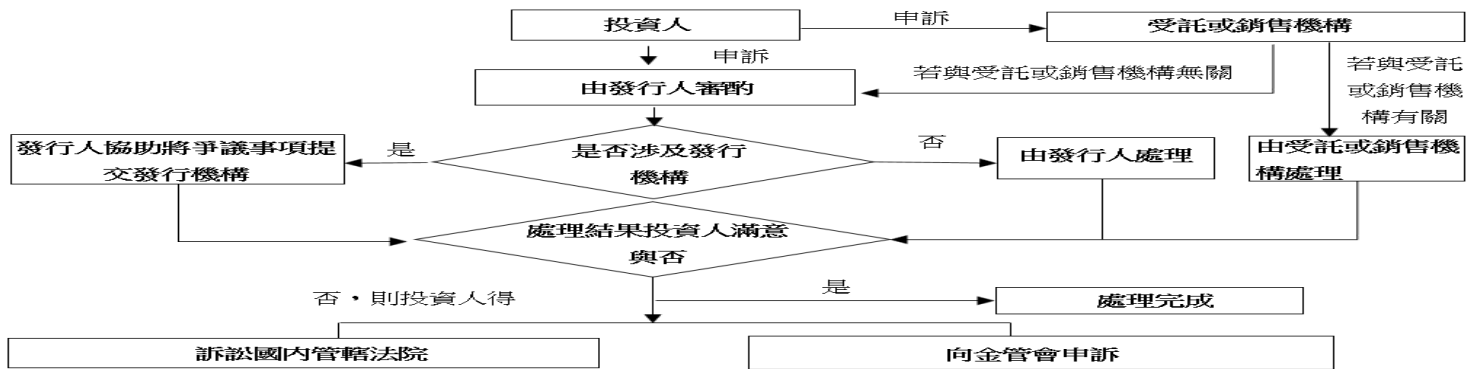 投資人
申訴
受託或銷售機構
申訴
由發行人審酌
若與受託或銷售機構無關
若與受託
或銷售機
構有關
發行人協助將爭議事項提
交發行機構
是
是否涉及發行
機構
否
由發行人處理
由受託或銷售機
構處理
處理結果投資人滿意
與否
否，則投資人得
是
處理完成
訴訟國內管轄法院
向金管會申訴